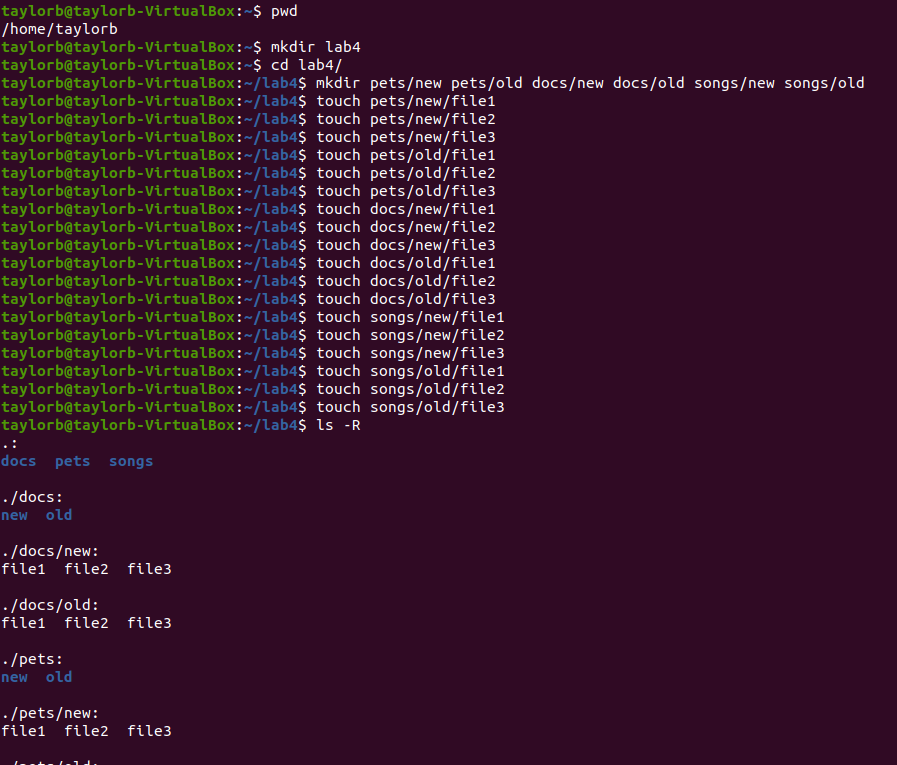 taylorb@taylorb-VirtualBox:~$ pwd
/home/taylorb
taylorb@taylorb-VirtualBox:~$ mkdir lab4
taylorb@taylorb-VirtualBox:~$ cd lab4/
taylorb@taylorb-VirtualBox:~/lab4$ mkdir pets/new pets/old docs/new docs/old songs/new songs/old
taylorb@taylorb-VirtualBox:~/lab4$ touch pets/new/file1
taylorb@taylorb-VirtualBox:~/lab4$ touch pets/new/file2
taylorb@taylorb-VirtualBox:~/lab4$ touch pets/new/file3
taylorb@taylorb-VirtualBox:~/lab4$ touch pets/old/file1
taylorb@taylorb-VirtualBox:~/lab4$ touch pets/old/file2
taylorb@taylorb-VirtualBox:~/lab4$ touch pets/old/file3
taylorb@taylorb-VirtualBox:~/lab4$ touch docs/new/file1
taylorb@taylorb-VirtualBox:~/lab4$ touch docs/new/file2
taylorb@taylorb-VirtualBox:~/lab4$ touch docs/new/file3
taylorb@taylorb-VirtualBox:~/lab4$ touch docs/old/file1
taylorb@taylorb-VirtualBox:~/lab4$ touch docs/old/file2
taylorb@taylorb-VirtualBox:~/lab4$ touch docs/old/file3
taylorb@taylorb-VirtualBox:~/lab4$ touch songs/new/file1
taylorb@taylorb-VirtualBox:~/lab4$ touch songs/new/file2
taylorb@taylorb-VirtualBox:~/lab4$ touch songs/new/file3
taylorb@taylorb-VirtualBox:~/lab4$ touch songs/old/file1
taylorb@taylorb-VirtualBox:~/lab4$ touch songs/old/file2
taylorb@taylorb-VirtualBox:~/lab4$ touch songs/old/file3
taylorb@taylorb-VirtualBox:~/lab4$ ls -R
.:
docs  pets  songs

./docs:
new  old

./docs/new:
file1  file2  file3

./docs/old:
file1  file2  file3

./pets:
new  old

./pets/new:
file1  file2  file3

./pets/old: